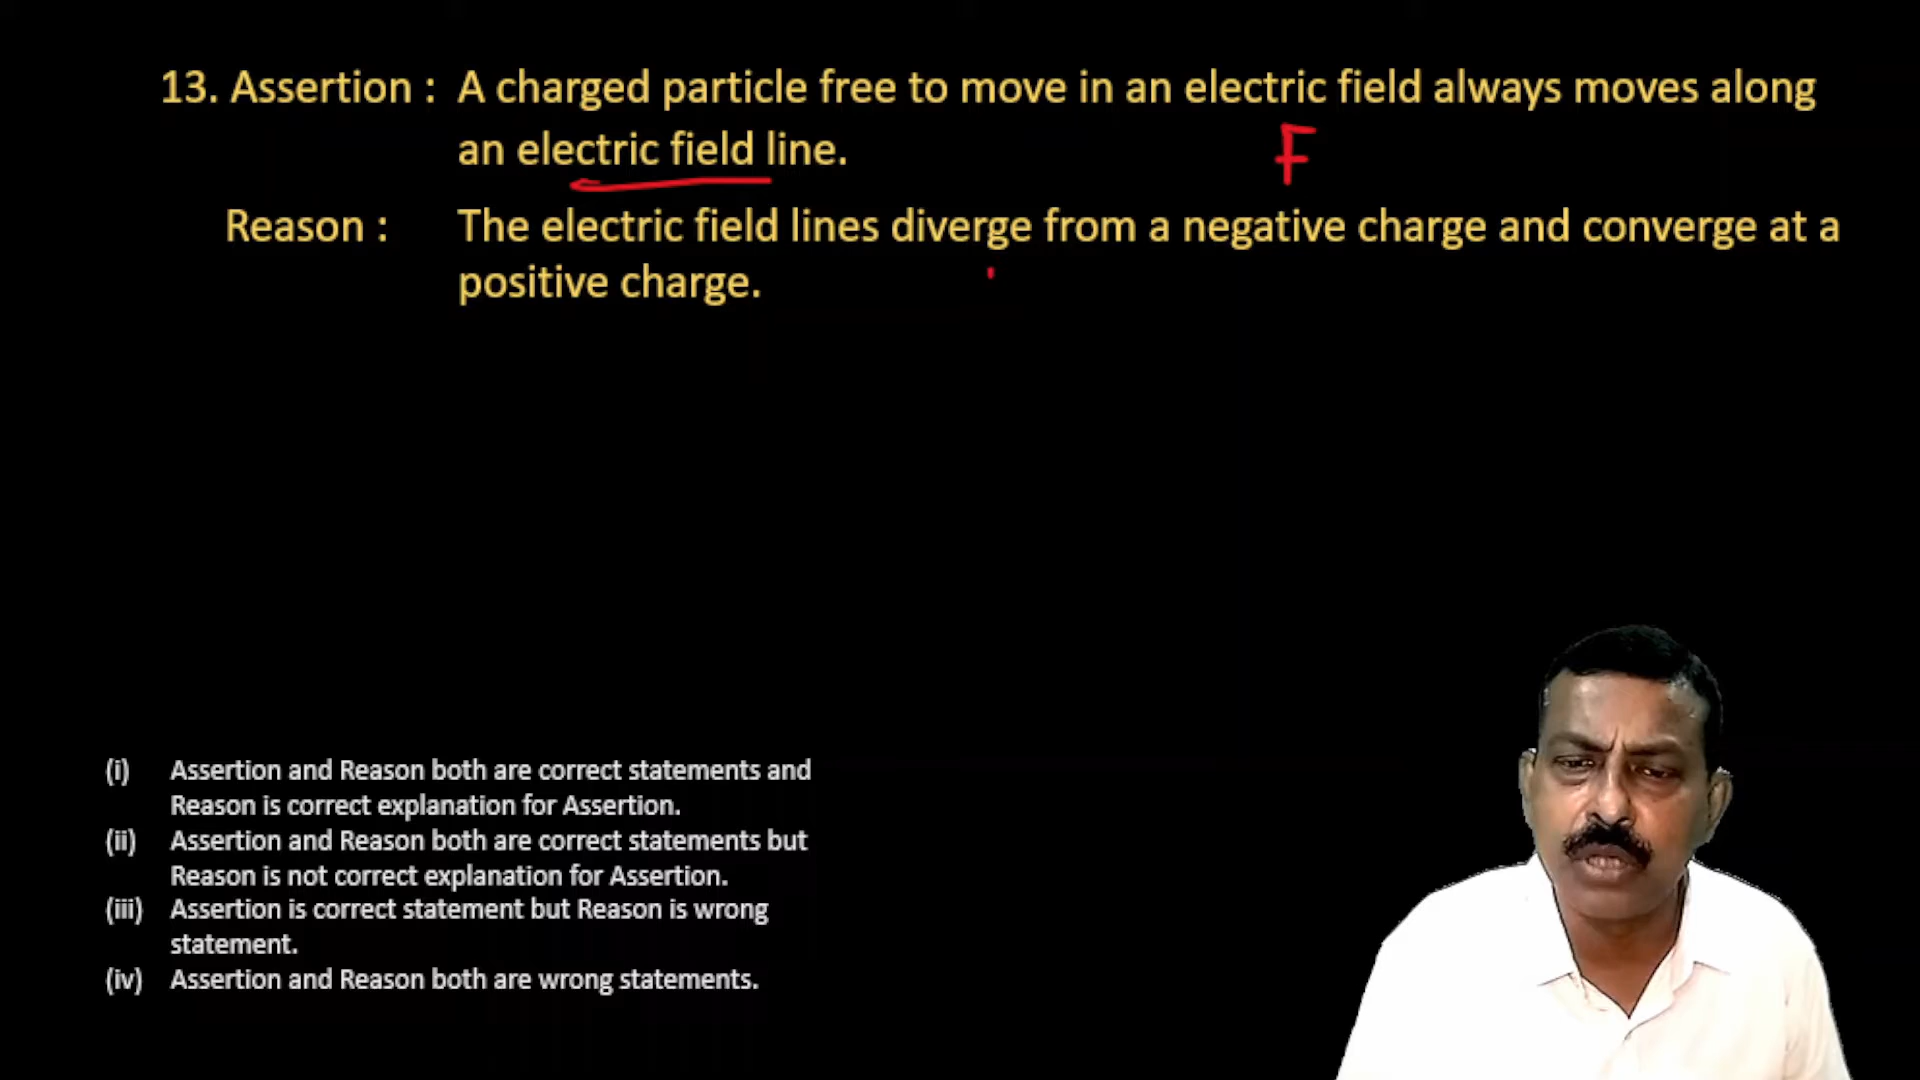 13. Assertion : A charged particle free to move in an electric field always moves along
an electric field line.
F
Reason : The electric field lines diverge from a negative charge and converge at a
positive charge.
(i) Assertion and Reason both are correct statements and
Reason is correct explanation for Assertion.
(ii) Assertion and Reason both are correct statements but
Reason is not correct explanation for Assertion.
(iii) Assertion is correct statement but Reason is wrong
statement.
(iv) Assertion and Reason both are wrong statements.